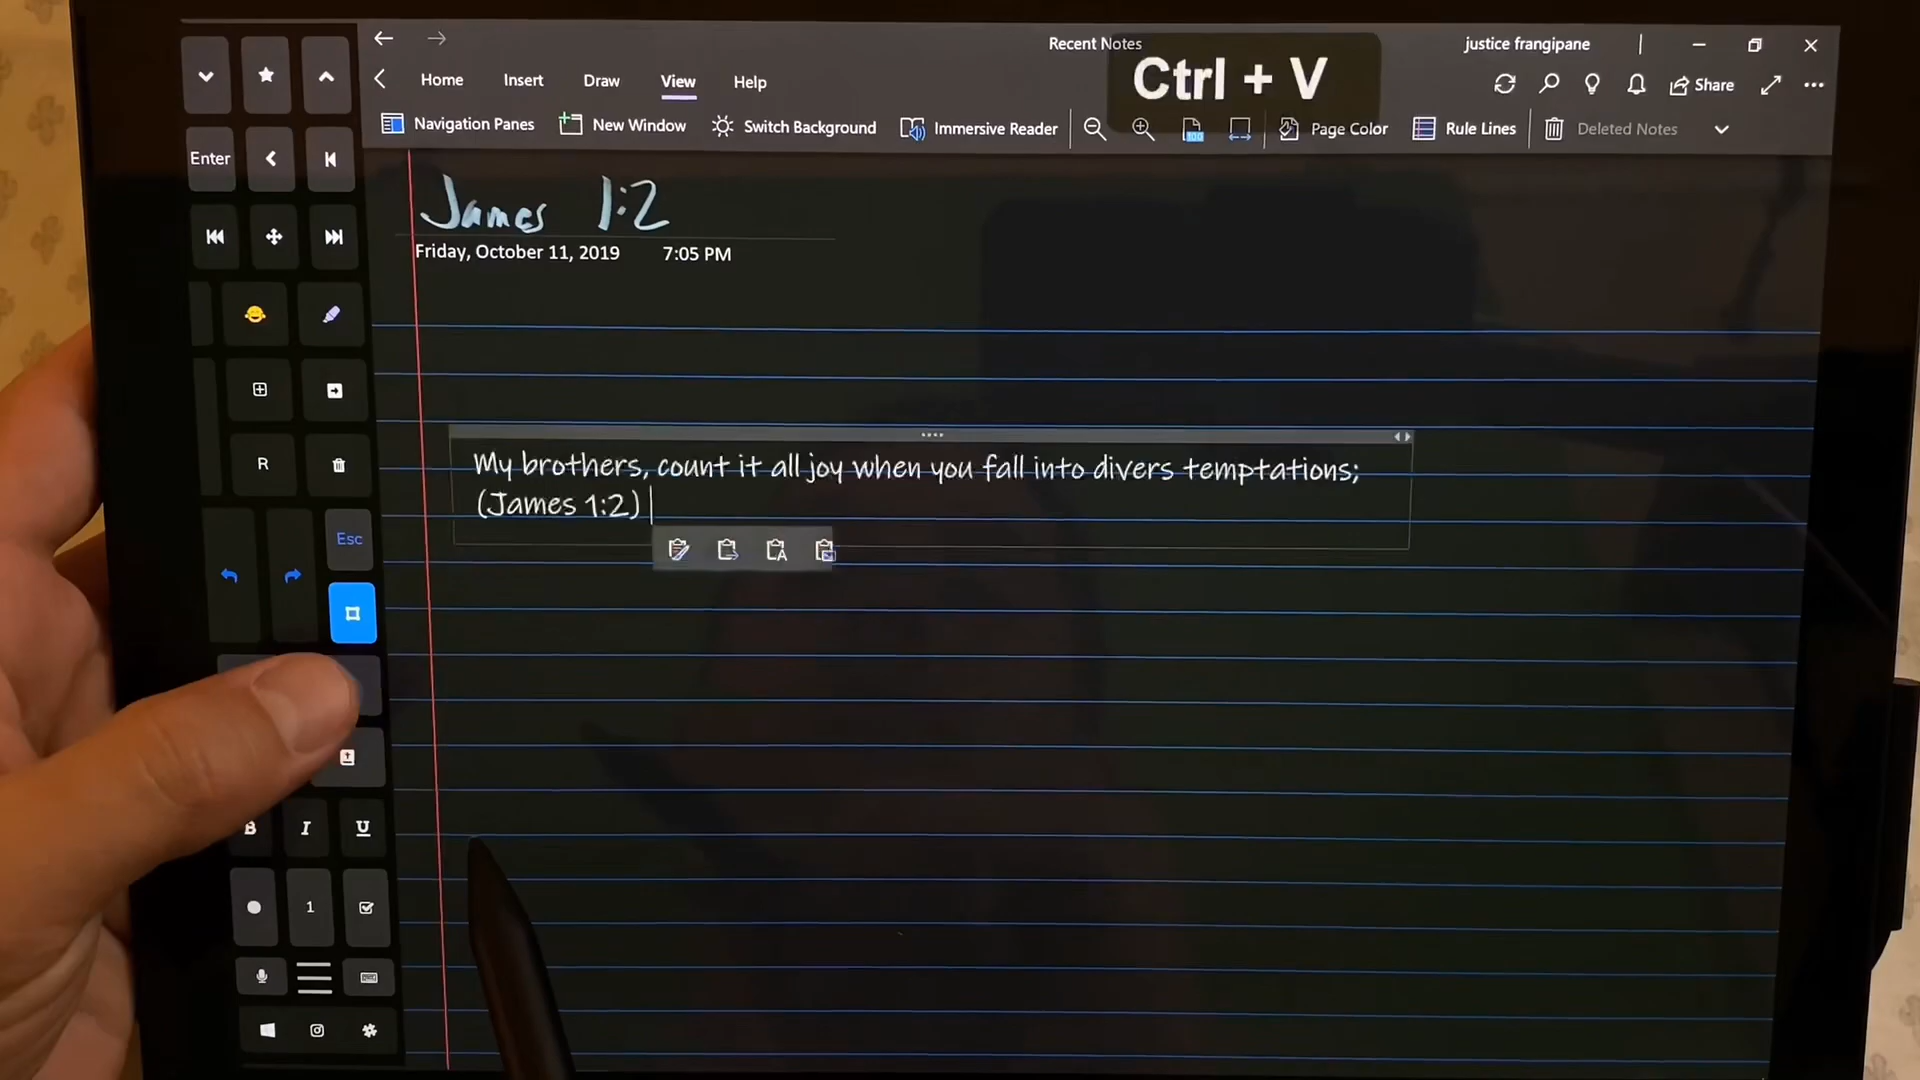 Recent Notes
justice frangipane
Ctrl + V
Home Insert Draw View Help
Share
Navigation Panes New Window Switch Background Immersive Reader 100 Page Color Rule Lines Deleted Notes
Enter
James 1:2
Friday, October 11, 2019 7:05 PM
My brothers, count it all joy when you fall into divers temptations;
(James 1:2)
R
Esc
B I U
1